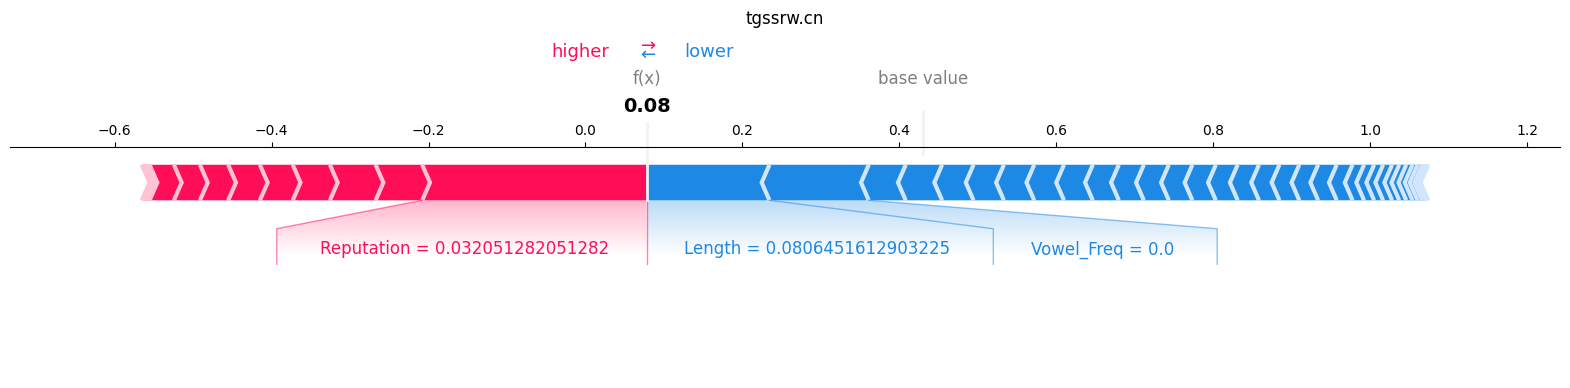 tgssrw.cn
higher → ← lower
f(x) base value
0.08
−0.6 −0.4 −0.2 0.0 0.2 0.4 0.6 0.8 1.0 1.2
Reputation = 0.032051282051282 Length = 0.0806451612903225 Vowel_Freq = 0.0